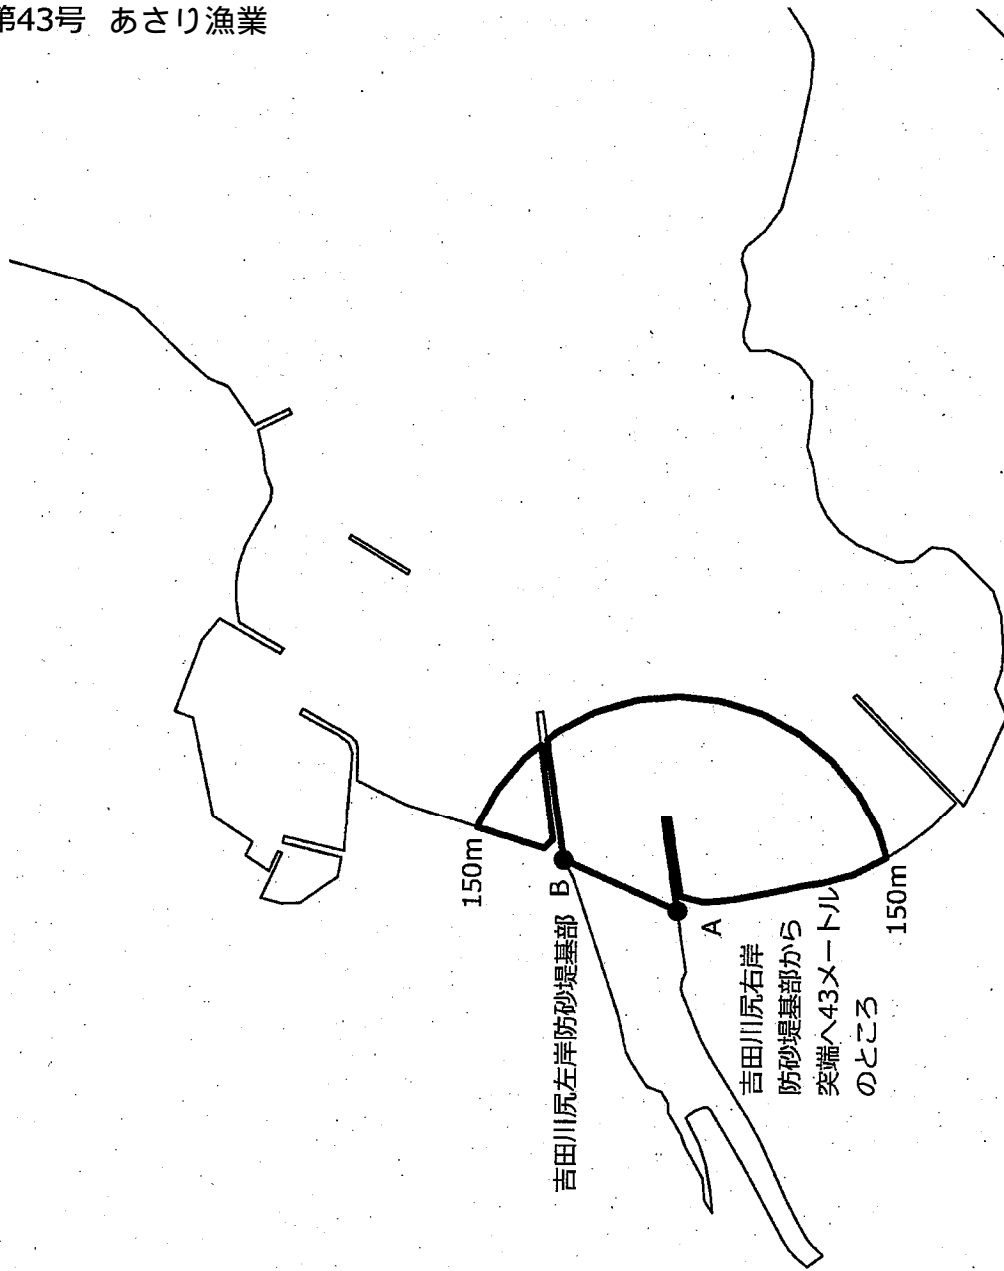 第43号 あさり漁業
150m
B
吉田川尻左岸防砂堤基部
A
吉田川尻右岸
防砂堤基部から
突端へ43メートル
のところ
150m